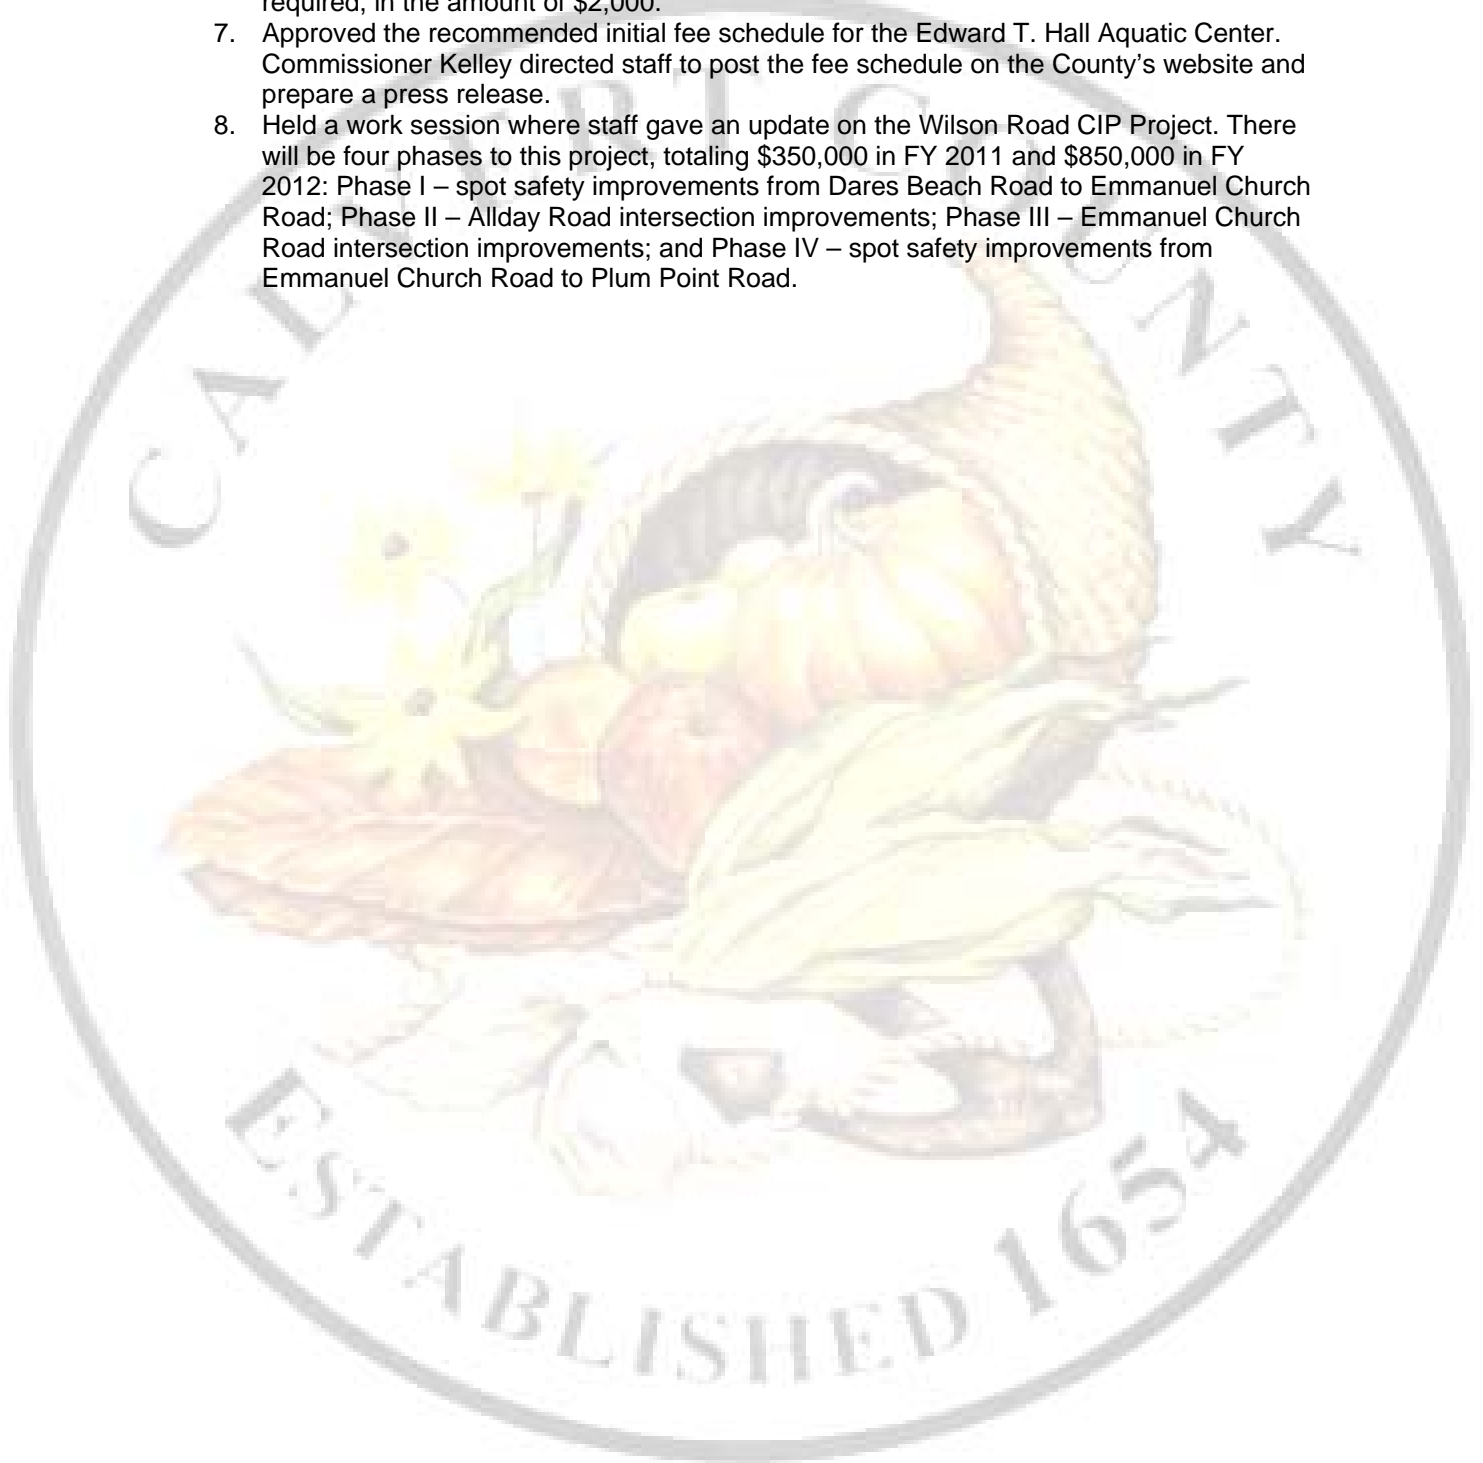 required, in the amount of $2,000.
7. Approved the recommended initial fee schedule for the Edward T. Hall Aquatic Center.
Commissioner Kelley directed staff to post the fee schedule on the County’s website and
prepare a press release.
8. Held a work session where staff gave an update on the Wilson Road CIP Project. There
will be four phases to this project, totaling $350,000 in FY 2011 and $850,000 in FY
2012: Phase I – spot safety improvements from Dares Beach Road to Emmanuel Church
Road; Phase II – Allday Road intersection improvements; Phase III – Emmanuel Church
Road intersection improvements; and Phase IV – spot safety improvements from
Emmanuel Church Road to Plum Point Road.
CALVERT COUNTY
ESTABLISHED 1654